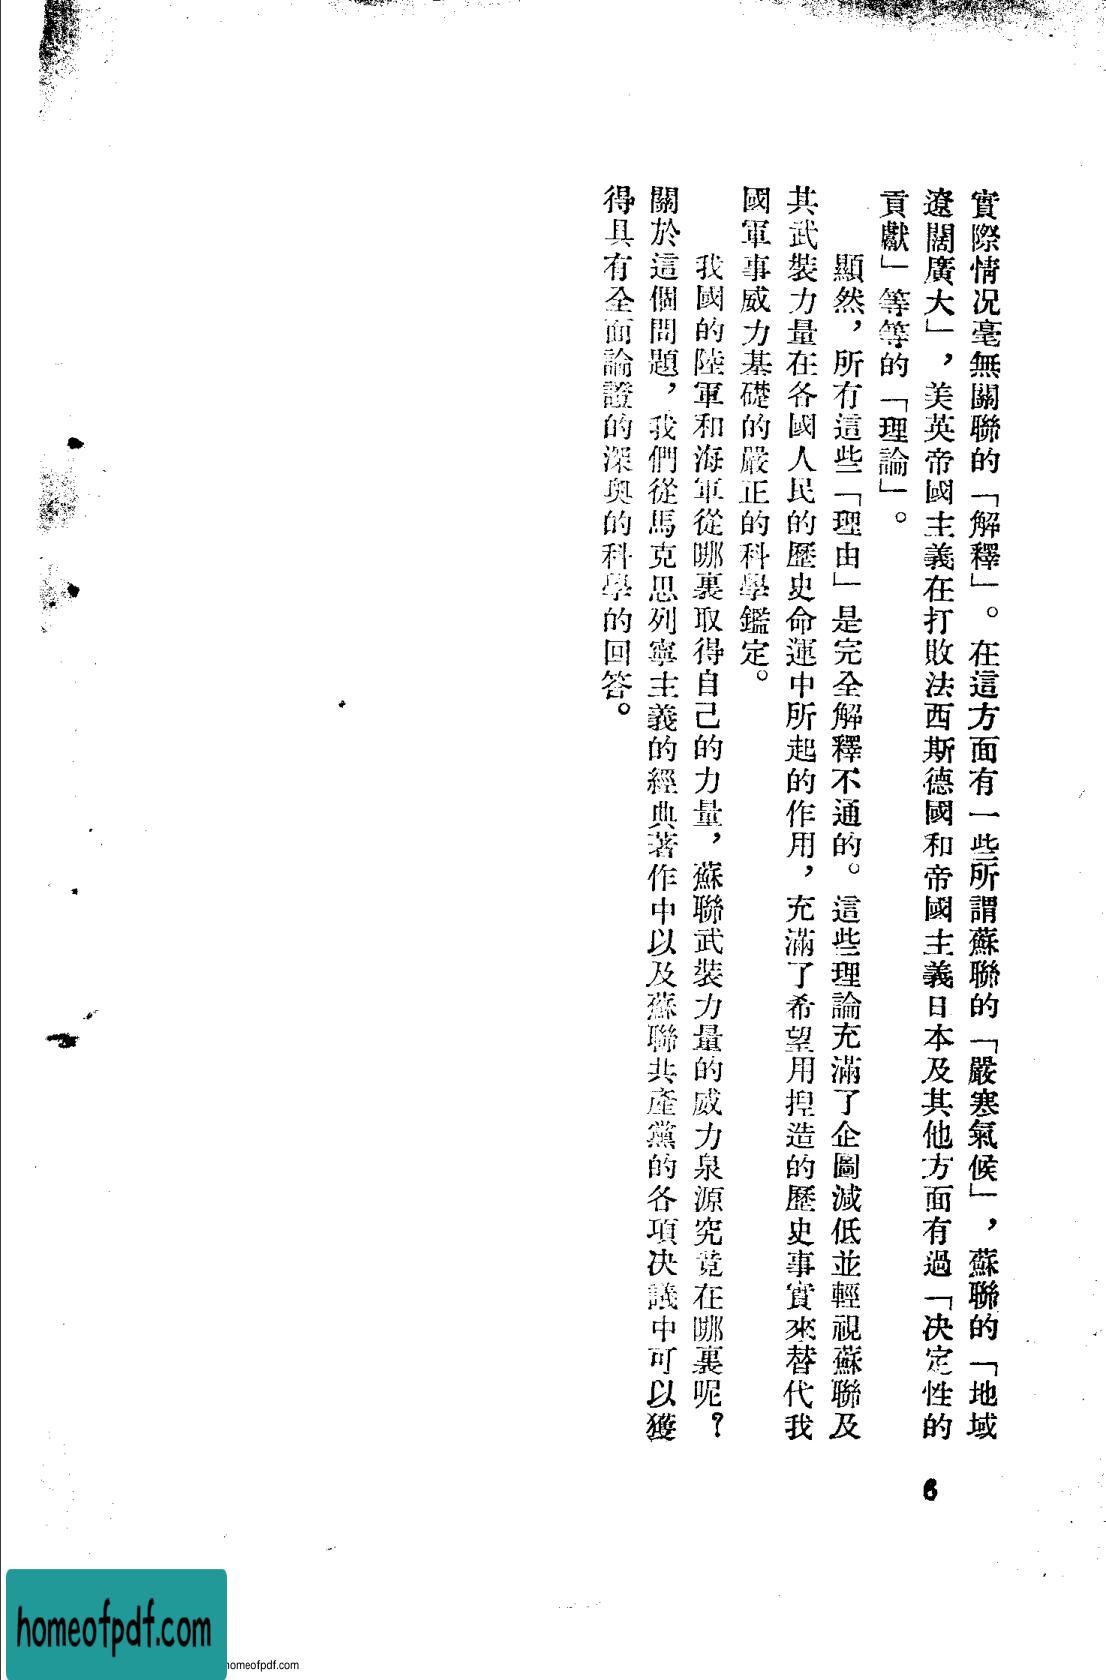 實際情況毫無關聯的「解釋」。在這方面有一些所謂蘇聯的「嚴寒氣候」，蘇聯的「地域
遼闊廣大」，美英帝國主義在打敗法西斯德國和帝國主義日本及其他方面有過「决定性的
貢獻」等等的「理論」。
顯然，所有這些「理由」是完全解釋不通的。這些理論充滿了企圖減低並輕視蘇聯及
其武裝力量在各國人民的歷史命運中所起的作用，充滿了希望用揑造的歷史事實來替代我
國軍事威力基礎的嚴正的科學鑑定。
我國的陸軍和海軍從哪裏取得自己的力量，蘇聯武裝力量的威力泉源究竟在哪裏呢？
關於這個問題，我們從馬克思列寧主義的經典著作中以及蘇聯共產黨的各項决議中可以獲
得具有全面論證的深奥的科學的回答。
6
homeofpdf.com
homeofpdf.com